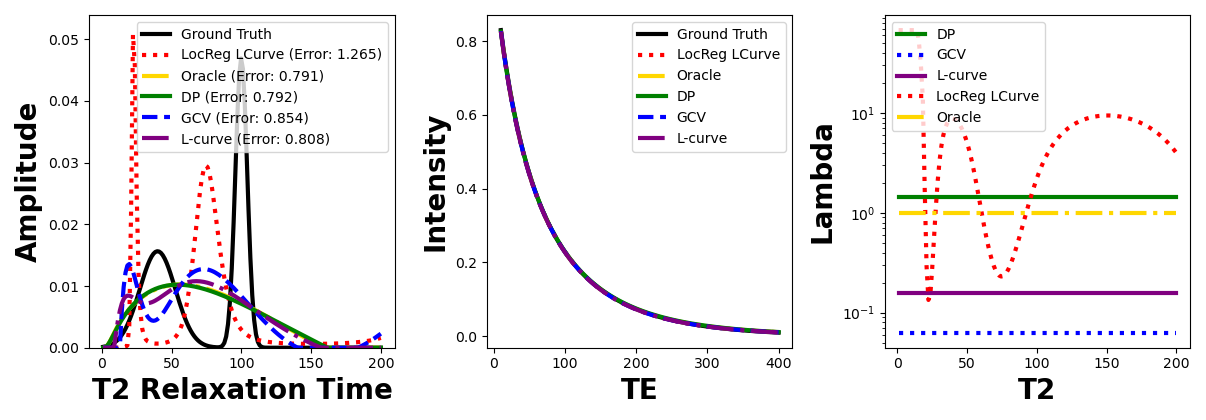 Amplitude
0.05
0.04
0.03
0.02
0.01
0.00
Ground Truth
LocReg LCurve (Error: 1.265)
Oracle (Error: 0.791)
DP (Error: 0.792)
GCV (Error: 0.854)
L-curve (Error: 0.808)
0 50 100 150 200
T2 Relaxation Time
Intensity
0.8
0.6
0.4
0.2
0.0
Ground Truth
LocReg LCurve
Oracle
DP
GCV
L-curve
0 100 200 300 400
TE
Lambda
10¹
10⁰
10⁻¹
DP
GCV
L-curve
LocReg LCurve
Oracle
0 50 100 150 200
T2